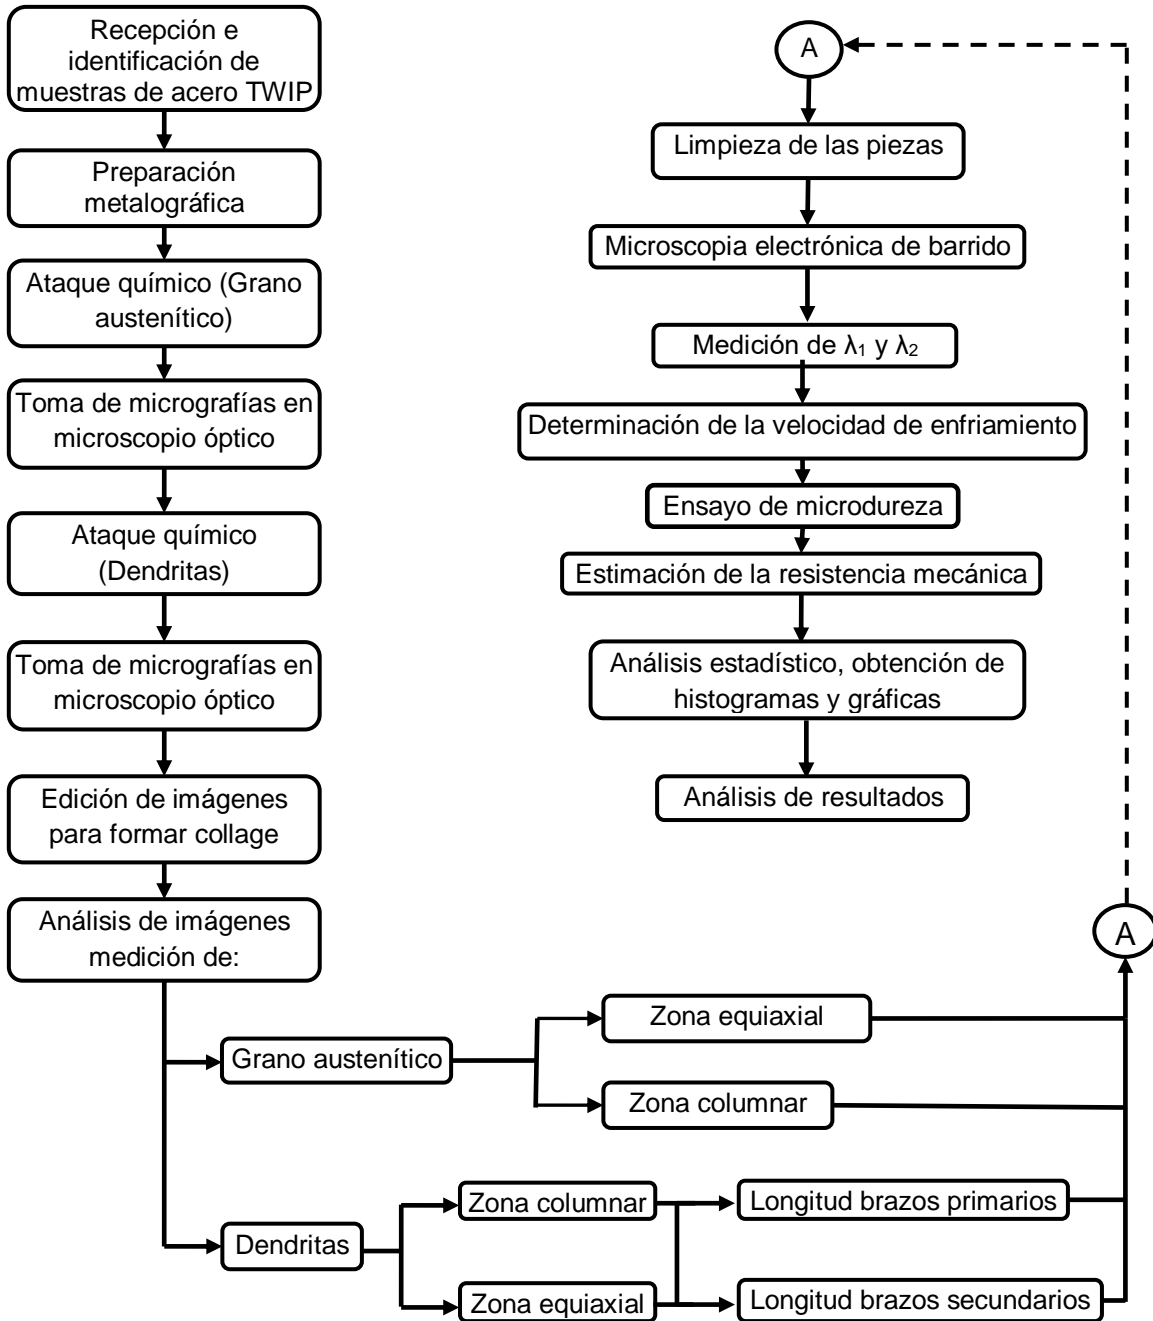 Recepción e
identificación de
muestras de acero TWIP
Preparación
metalográfica
Ataque químico (Grano
austenítico)
Toma de micrografías en
microscopio óptico
Ataque químico
(Dendritas)
Toma de micrografías en
microscopio óptico
Edición de imágenes
para formar collage
Análisis de imágenes
medición de:
Grano austenítico
Zona equiaxial
Zona columnar
Dendritas
Zona columnar
Zona equiaxial
Longitud brazos primarios
Longitud brazos secundarios
A
A
Limpieza de las piezas
Microscopia electrónica de barrido
Medición de λ₁ y λ₂
Determinación de la velocidad de enfriamiento
Ensayo de microdureza
Estimación de la resistencia mecánica
Análisis estadístico, obtención de
histogramas y gráficas
Análisis de resultados